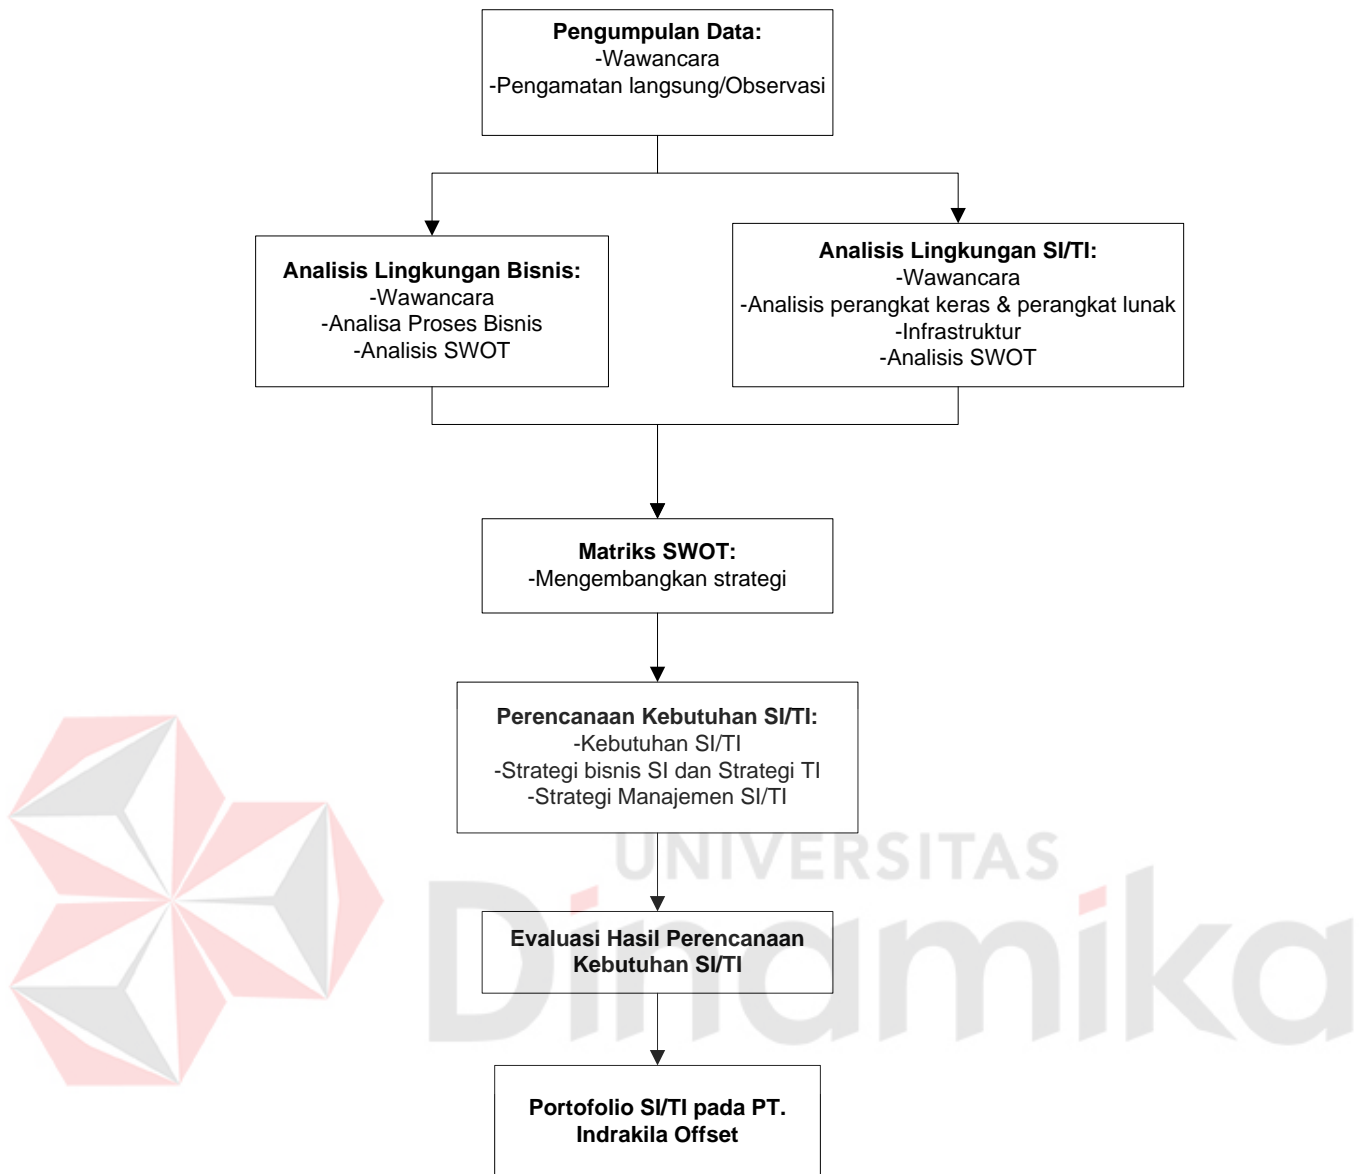 Pengumpulan Data:
-Wawancara
-Pengamatan langsung/Observasi
Analisis Lingkungan Bisnis:
-Wawancara
-Analisa Proses Bisnis
-Analisis SWOT
Analisis Lingkungan SI/TI:
-Wawancara
-Analisis perangkat keras & perangkat lunak
-Infrastruktur
-Analisis SWOT
Matriks SWOT:
-Mengembangkan strategi
Perencanaan Kebutuhan SI/TI:
-Kebutuhan SI/TI
-Strategi bisnis SI dan Strategi TI
-Strategi Manajemen SI/TI
UNIVERSITAS
Dinamika
Evaluasi Hasil Perencanaan
Kebutuhan SI/TI
Portofolio SI/TI pada PT.
Indrakila Offset